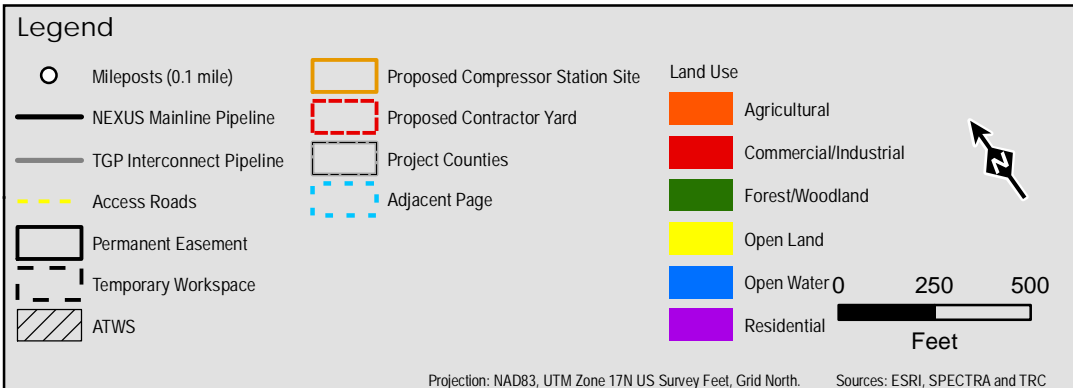 Legend
Mileposts (0.1 mile)
NEXUS Mainline Pipeline
TGP Interconnect Pipeline
Access Roads
Permanent Easement
Temporary Workspace
ATWS
Proposed Compressor Station Site
Proposed Contractor Yard
Project Counties
Adjacent Page
Land Use
Agricultural
Commercial/Industrial
Forest/Woodland
Open Land
Open Water
Residential
N
0 250 500
Feet
Projection: NAD83, UTM Zone 17N US Survey Feet, Grid North. Sources: ESRI, SPECTRA and TRC